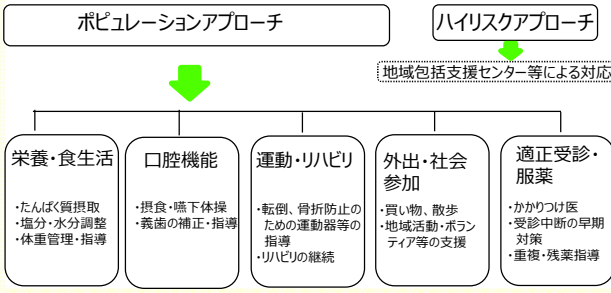 ポピュレーションアプローチ
ハイリスクアプローチ
地域包括支援センター等による対応
栄養・食生活
・たんぱく質摂取
・塩分・水分調整
・体重管理・指導
口腔機能
・摂食・嚥下体操
・義歯の補正・指導
運動・リハビリ
・転倒、骨折防止の
ための運動器等の
指導
・リハビリの継続
外出・社会
参加
・買い物、散歩
・地域活動・ボラン
ティア等の支援
適正受診・
服薬
・かかりつけ医
・受診中断の早期
対策
・重複・残薬指導